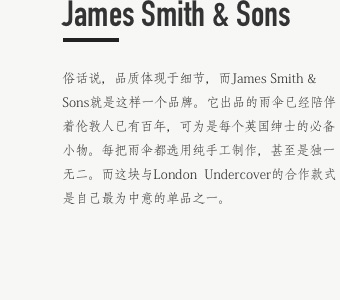 James Smith & Sons
俗话说，品质体现于细节，而James Smith &
Sons就是这样一个品牌。它出品的雨伞已经陪伴
着伦敦人已有百年，可为是每个英国绅士的必备
小物。每把雨伞都选用纯手工制作，甚至是独一
无二。而这块与London Undercover的合作款式
是自己最为中意的单品之一。